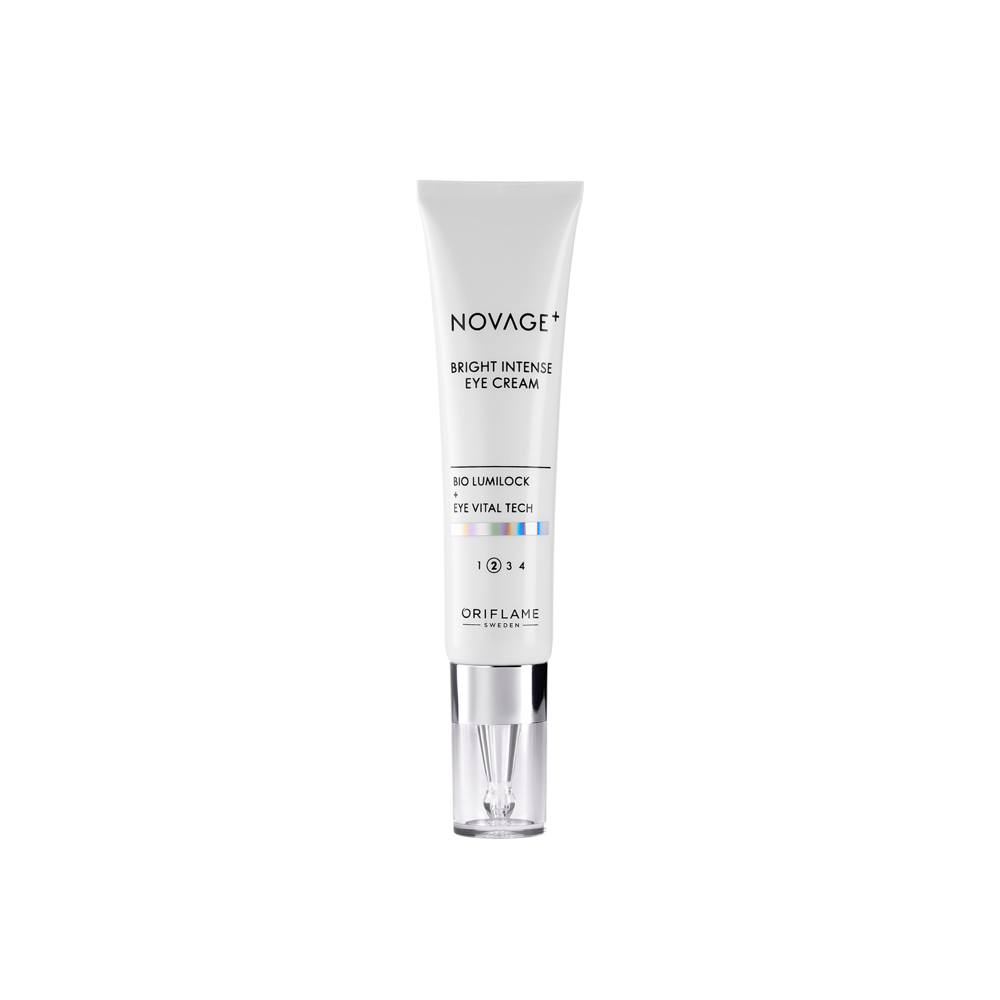 NOVAGE+
BRIGHT INTENSE
EYE CREAM
BIO LUMILOCK
+
EYE VITAL TECH
1 2 3 4
ORIFLAME
SWEDEN